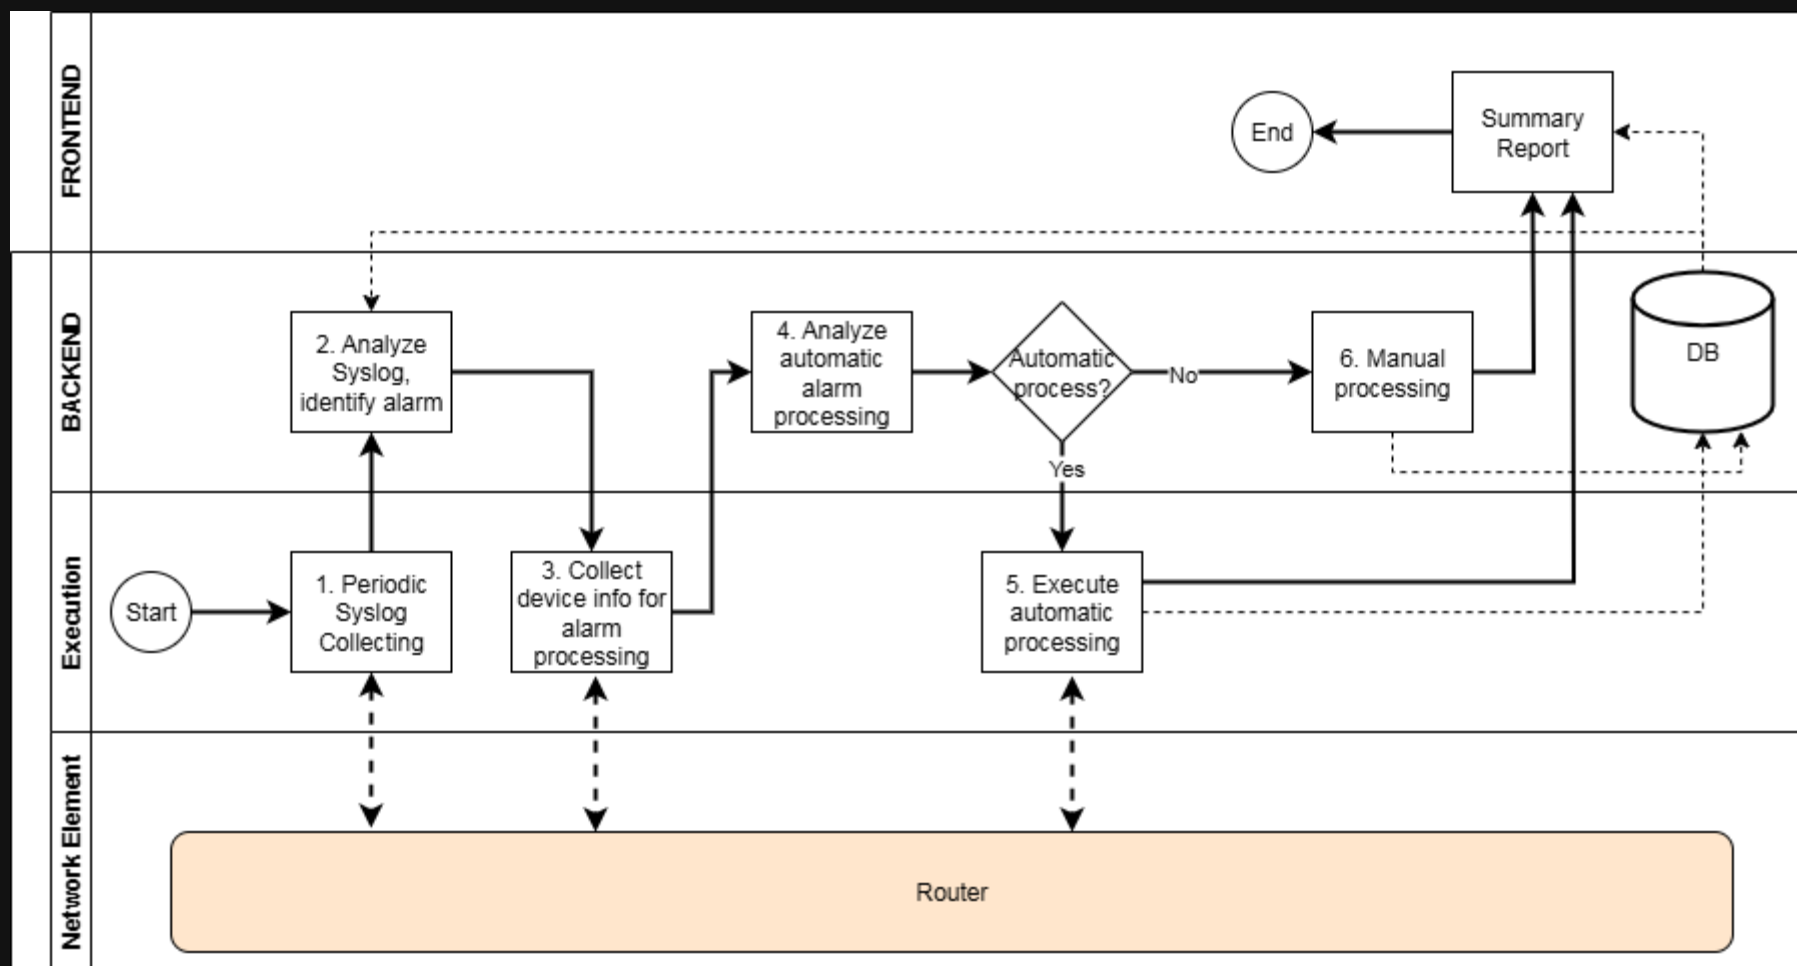 FRONTEND
End
Summary
Report
BACKEND
2. Analyze
Syslog,
identify alarm
4. Analyze
automatic
alarm
processing
Automatic
process?
No
Yes
6. Manual
processing
DB
Execution
Start
1. Periodic
Syslog
Collecting
3. Collect
device info for
alarm
processing
5. Execute
automatic
processing
Network Element
Router